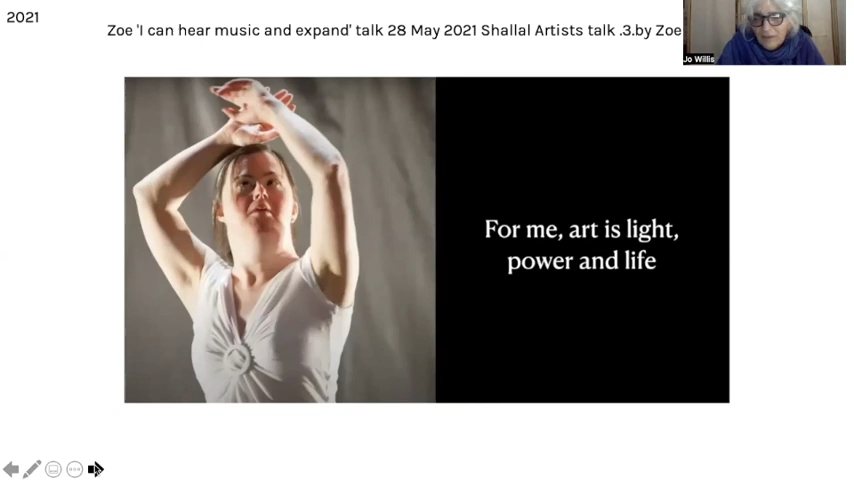 2021
Zoe 'I can hear music and expand' talk 28 May 2021 Shallal Artists talk .3.by Zoe
Jo Willis
For me, art is light,
power and life